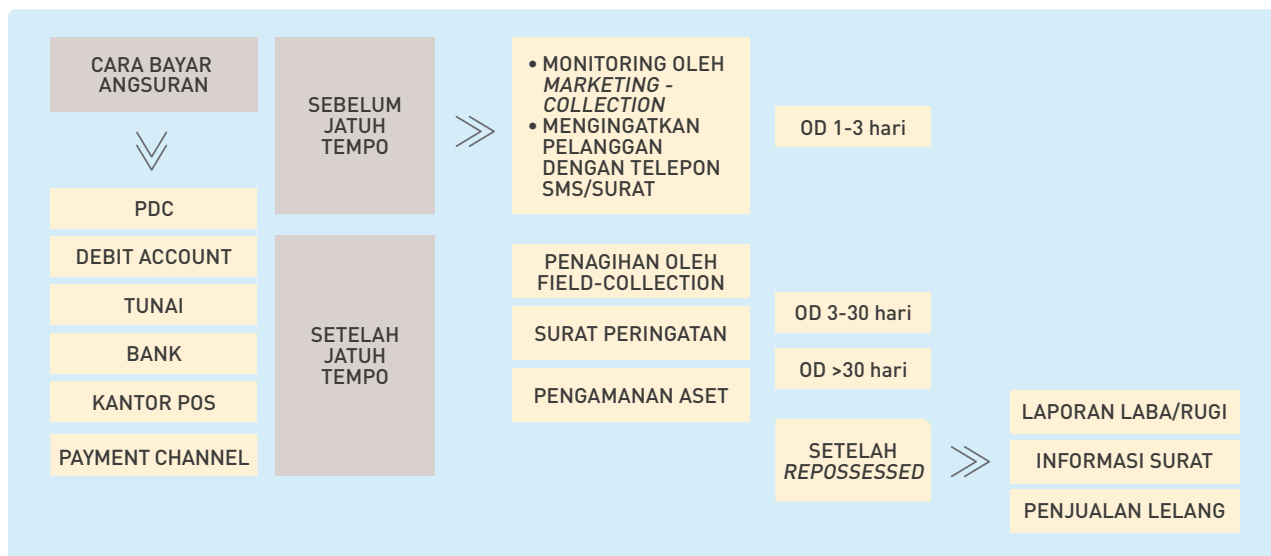 CARA BAYAR
ANGSURAN
PDC
DEBIT ACCOUNT
TUNAI
BANK
KANTOR POS
PAYMENT CHANNEL
SEBELUM
JATUH
TEMPO
SETELAH
JATUH
TEMPO
• MONITORING OLEH
MARKETING -
COLLECTION
• MENGINGATKAN
PELANGGAN
DENGAN TELEPON
SMS/SURAT
PENAGIHAN OLEH
FIELD-COLLECTION
SURAT PERINGATAN
PENGAMANAN ASET
OD 1-3 hari
OD 3-30 hari
OD >30 hari
SETELAH
REPOSSESSED
LAPORAN LABA/RUGI
INFORMASI SURAT
PENJUALAN LELANG